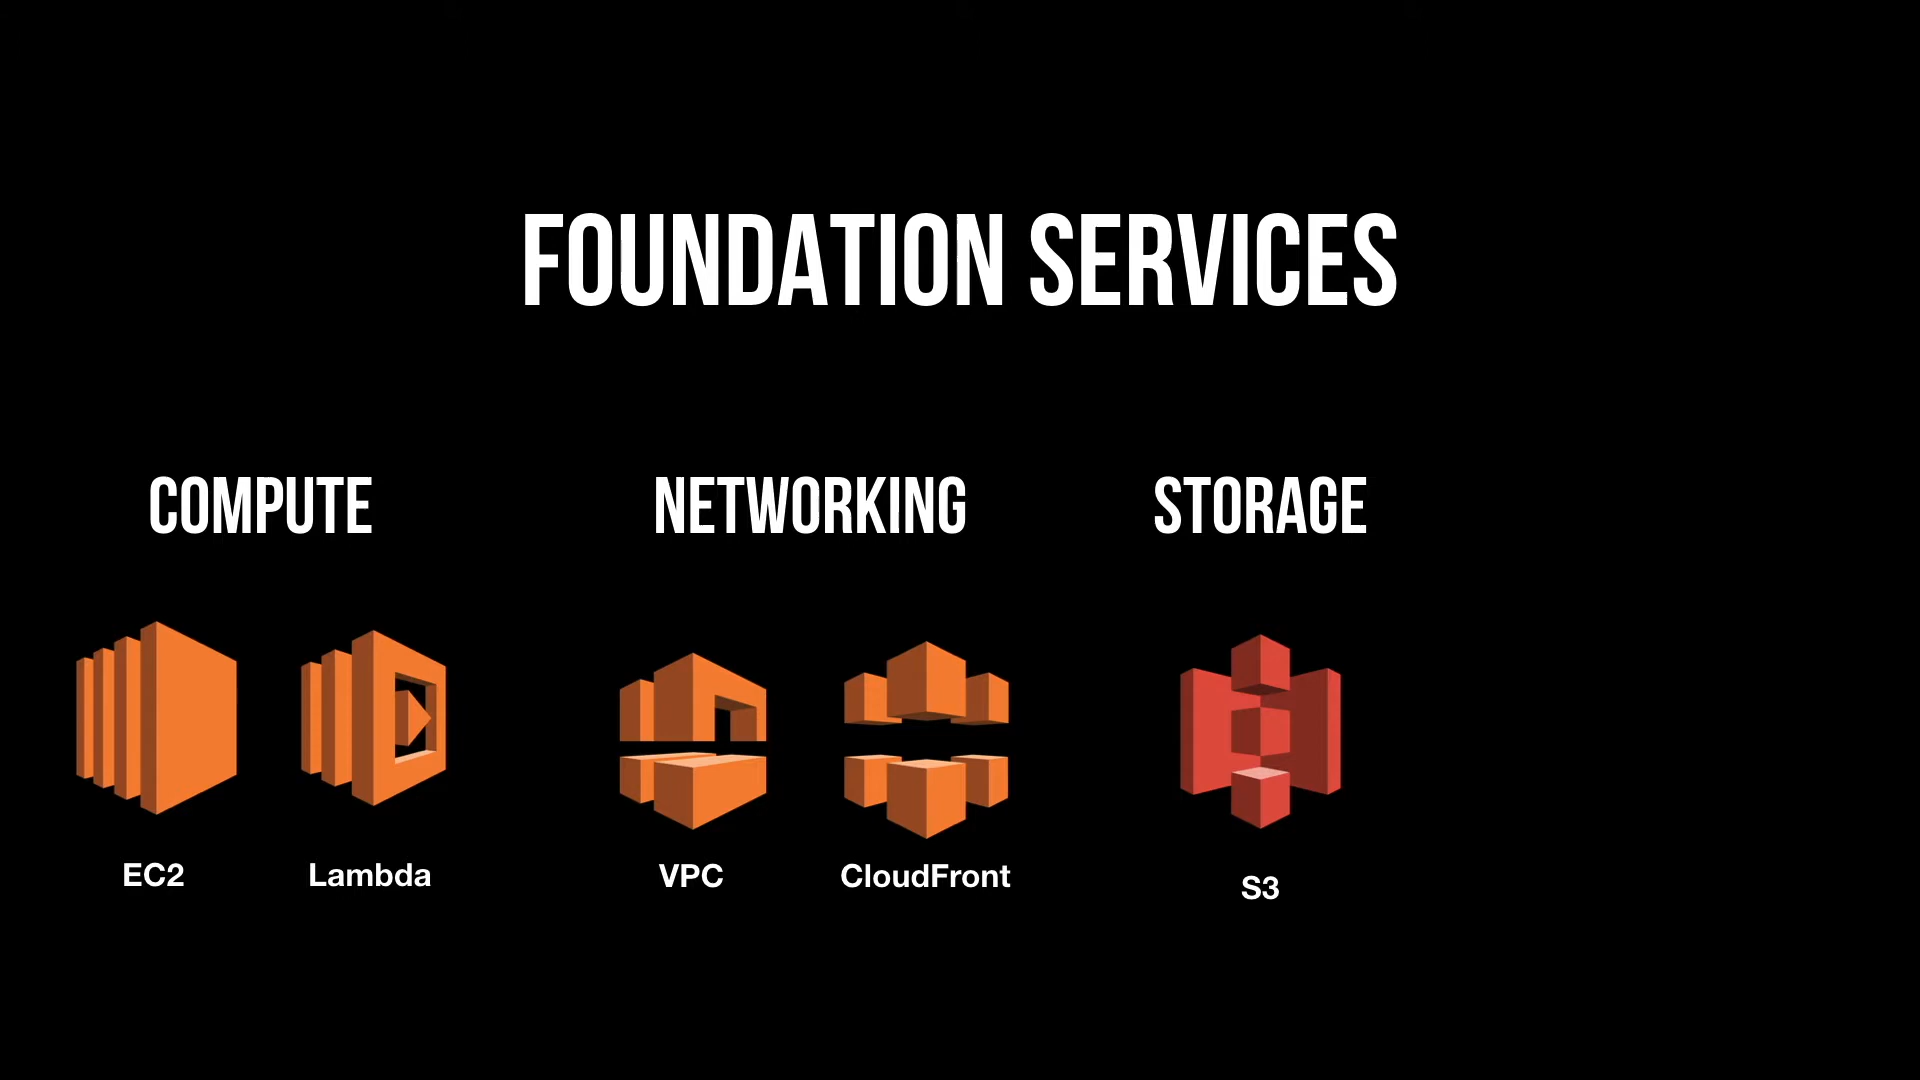 FOUNDATION SERVICES
COMPUTE
NETWORKING
STORAGE
EC2
Lambda
VPC
CloudFront
S3